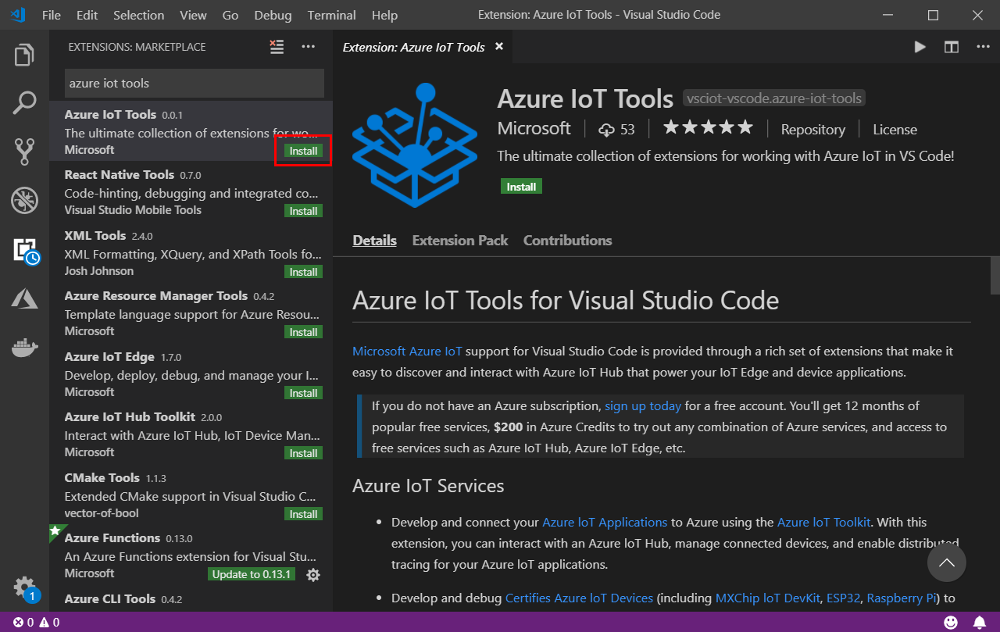 File Edit Selection View Go Debug Terminal Help
Extension: Azure IoT Tools - Visual Studio Code
EXTENSIONS: MARKETPLACE
azure iot tools
Azure IoT Tools 0.0.1
The ultimate collection of extensions for wo...
Microsoft Install
React Native Tools 0.7.0
Code-hinting, debugging and integrated co...
Visual Studio Mobile Tools Install
XML Tools 2.4.0
XML Formatting, XQuery, and XPath Tools fo...
Josh Johnson Install
Azure Resource Manager Tools 0.4.2
Template language support for Azure Resou...
Microsoft Install
Azure IoT Edge 1.7.0
Develop, deploy, debug, and manage your I...
Microsoft Install
Azure IoT Hub Toolkit 2.0.0
Interact with Azure IoT Hub, IoT Device Man...
Microsoft Install
CMake Tools 1.1.3
Extended CMake support in Visual Studio C...
vector-of-bool Install
Azure Functions 0.13.0
An Azure Functions extension for Visual Stu...
Microsoft Update to 0.13.1
Azure CLI Tools 0.4.2
Extension: Azure IoT Tools
Azure IoT Tools vsciot-vscode.azure-iot-tools
Microsoft 53 Repository License
The ultimate collection of extensions for working with Azure IoT in VS Code!
Install
Details Extension Pack Contributions
Azure IoT Tools for Visual Studio Code
Microsoft Azure IoT support for Visual Studio Code is provided through a rich set of extensions that make it
easy to discover and interact with Azure IoT Hub that power your IoT Edge and device applications.
If you do not have an Azure subscription, sign up today for a free account. You'll get 12 months of
popular free services, $200 in Azure Credits to try out any combination of Azure services, and access to
free services such as Azure IoT Hub, Azure IoT Edge, etc.
Azure IoT Services
• Develop and connect your Azure IoT Applications to Azure using the Azure IoT Toolkit. With this
extension, you can interact with an Azure IoT Hub, manage connected devices, and enable distributed
tracing for your Azure IoT applications.
• Develop and debug Certifies Azure IoT Devices (including MXChip IoT DevKit, ESP32, Raspberry Pi) to
1
0 0